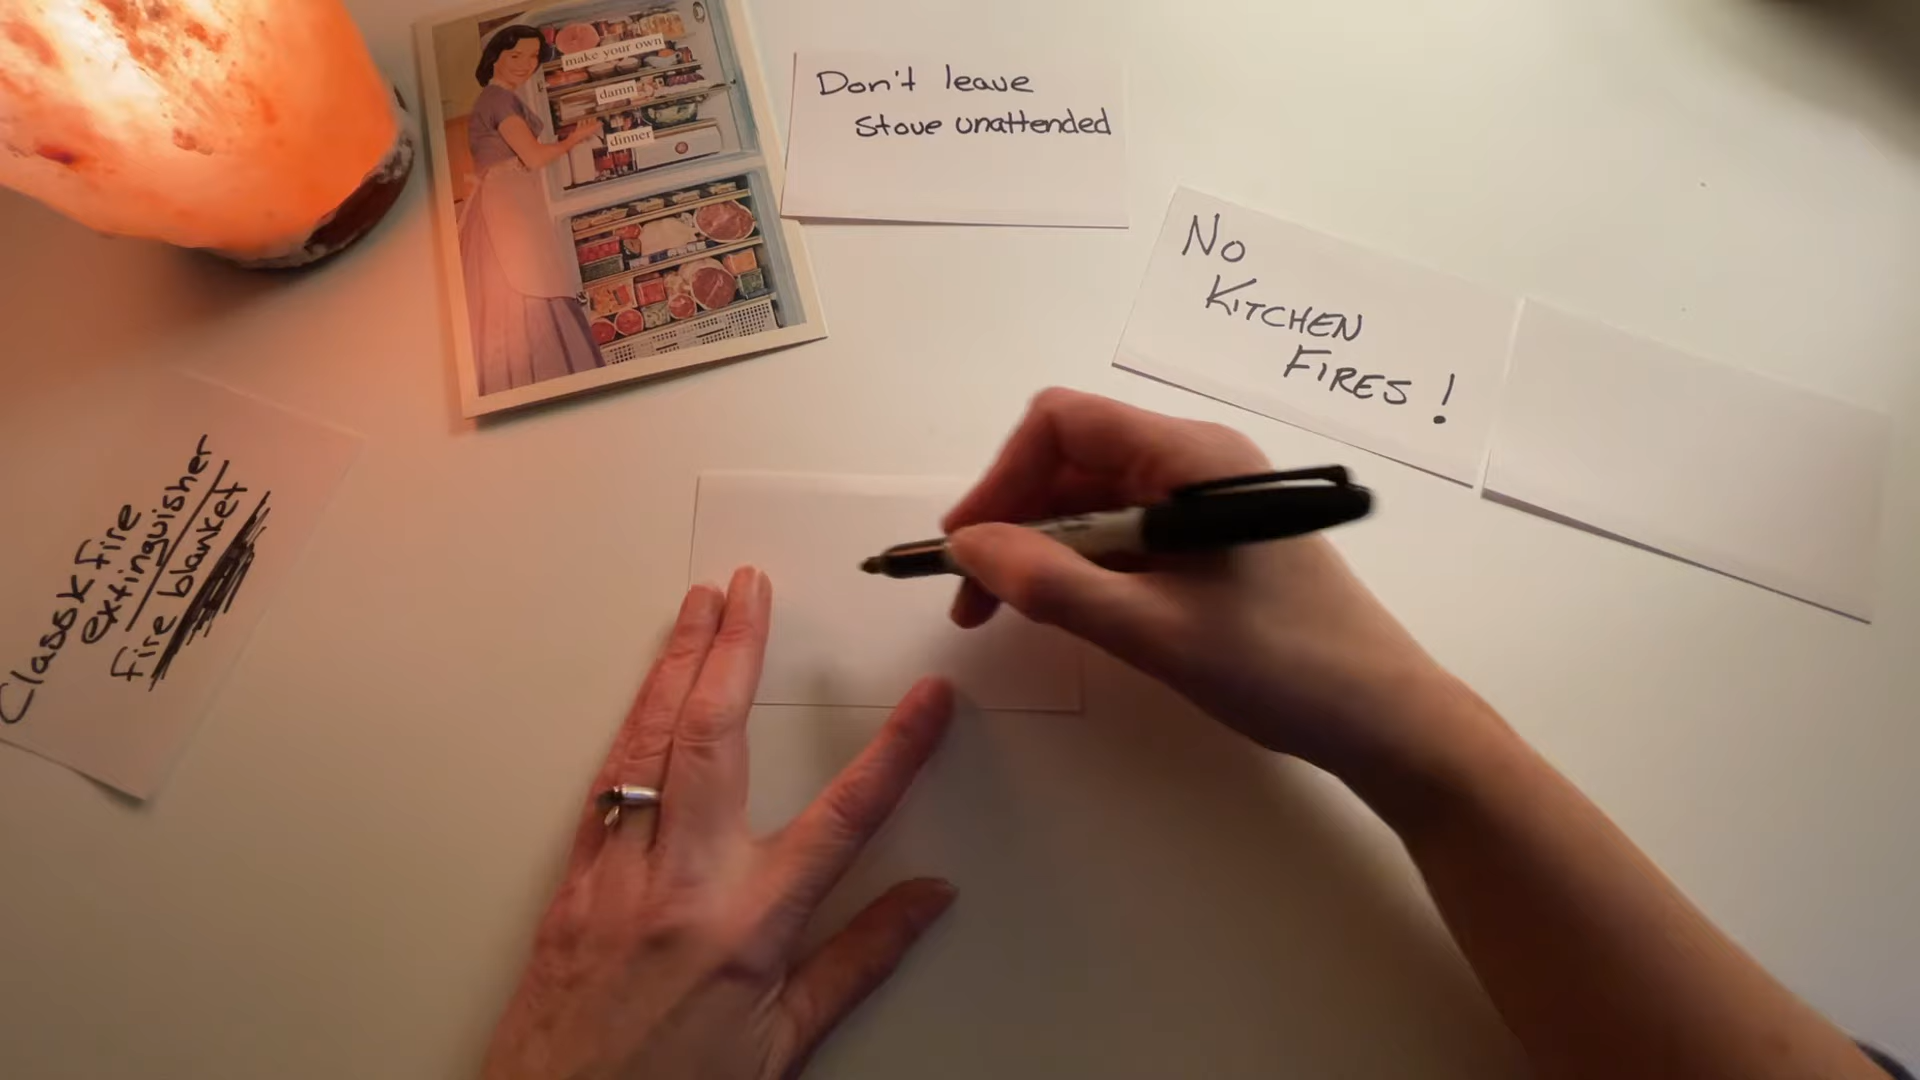 make your own
damn
dinner
Don't leave
Stove unattended
No
KITCHEN
FIRES!
Class K fire
extinguisher
fire blanket